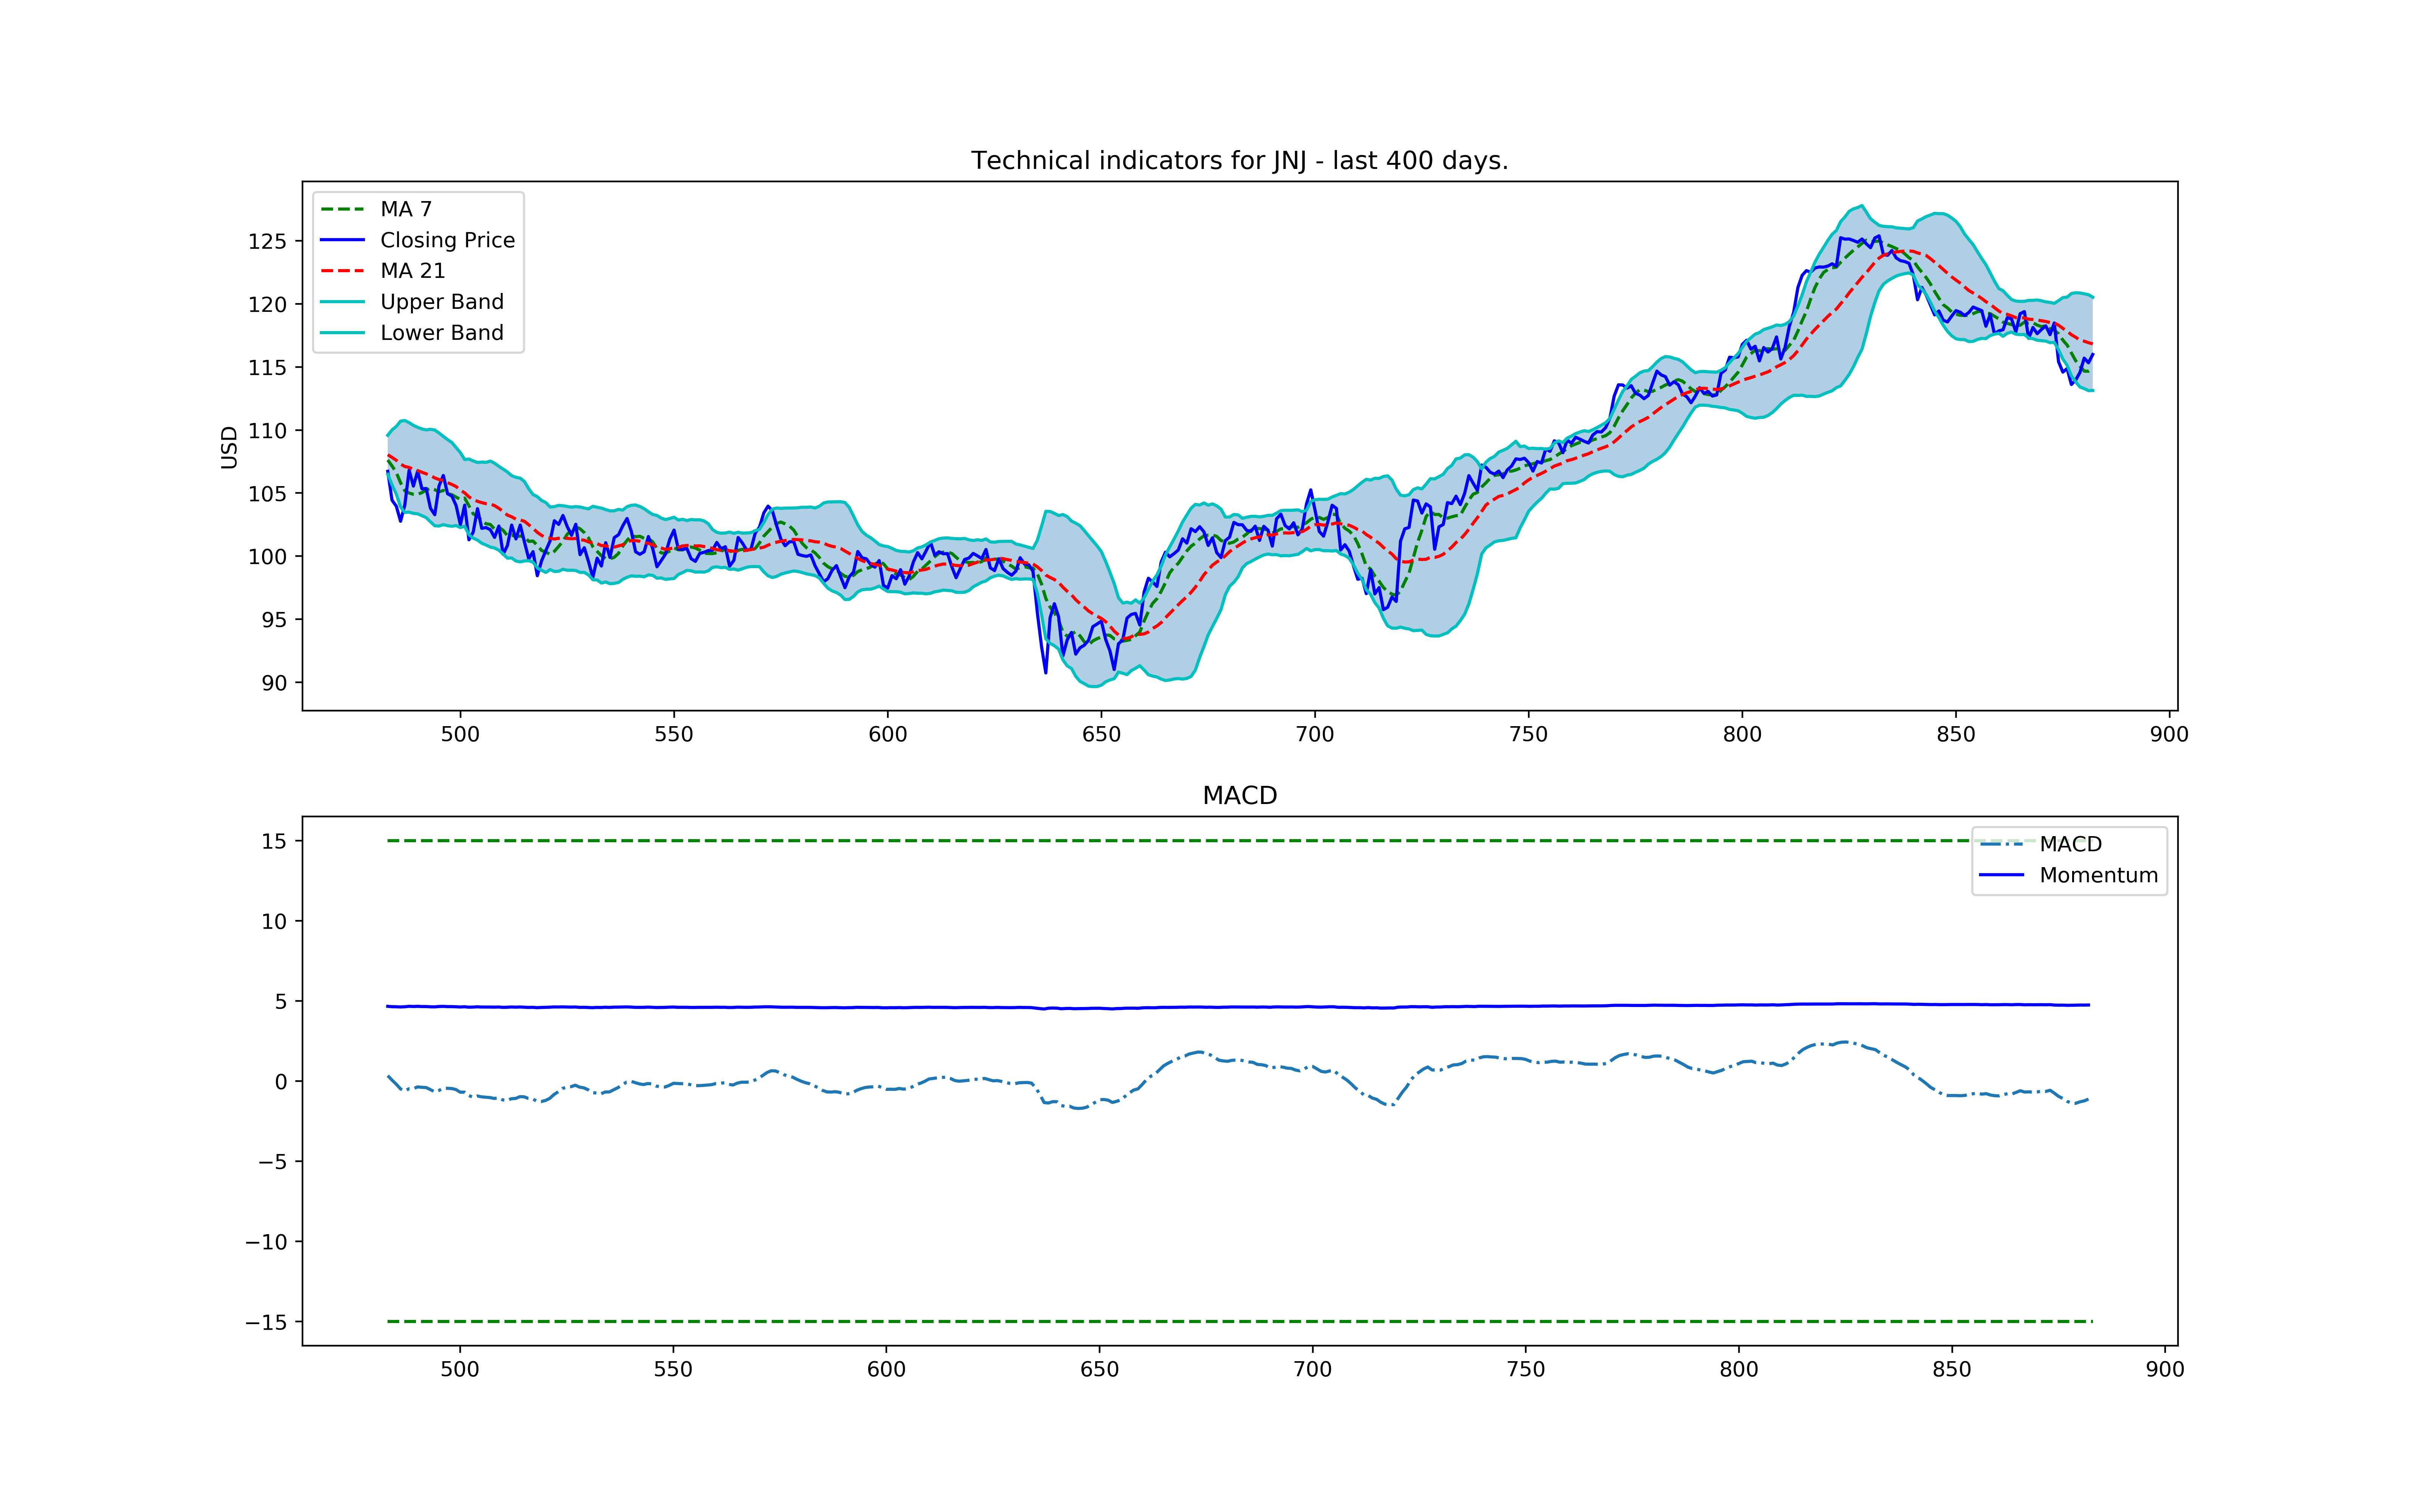 Technical indicators for JNJ - last 400 days.
MA 7
Closing Price
MA 21
Upper Band
Lower Band
USD
125
120
115
110
105
100
95
90
500 550 600 650 700 750 800 850 900
MACD
MACD
Momentum
15
10
5
0
−5
−10
−15
500 550 600 650 700 750 800 850 900